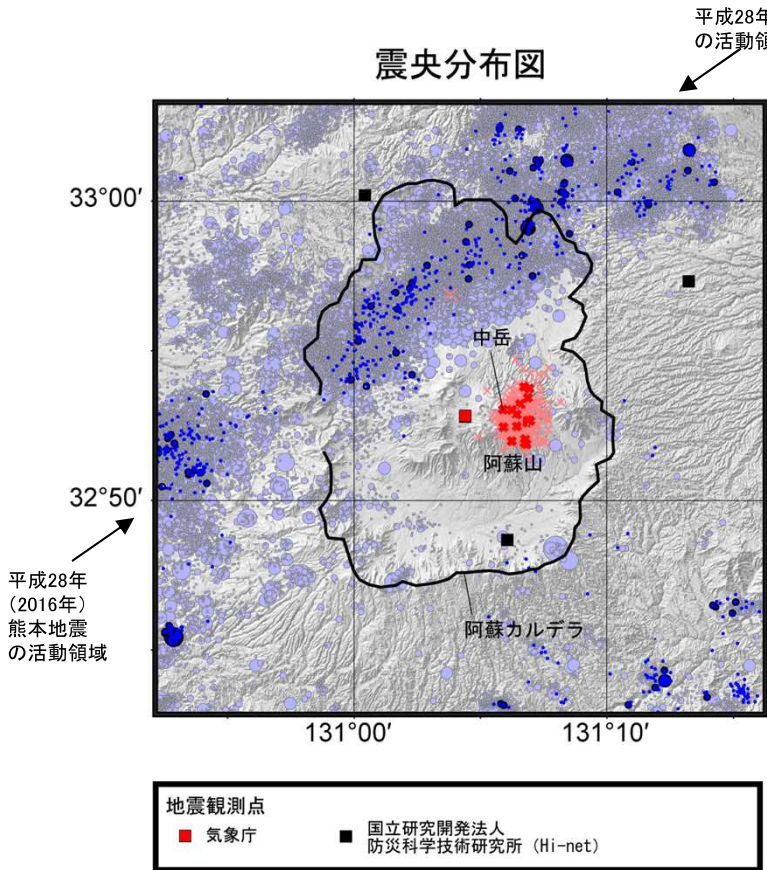 平成28年
の活動領
震央分布図
33°00′
中岳
阿蘇山
32°50′
平成28年
（2016年）
熊本地震
の活動領域
阿蘇カルデラ
131°00′
131°10′
地震観測点
気象庁
国立研究開発法人
防災科学技術研究所（Hi-net）